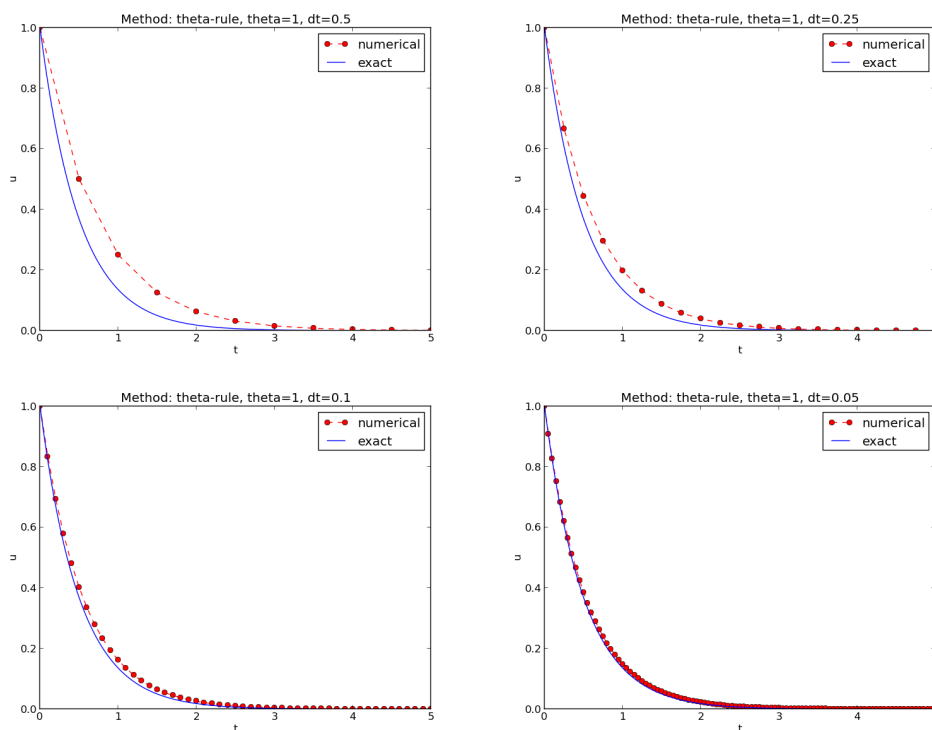 Method: theta-rule, theta=1, dt=0.5
numerical
exact
1.0
0.8
0.6
0.4
0.2
0.0
u
0 1 2 3 4 5
t
Method: theta-rule, theta=1, dt=0.25
numerical
exact
1.0
0.8
0.6
0.4
0.2
0.0
u
0 1 2 3 4
t
Method: theta-rule, theta=1, dt=0.1
numerical
exact
1.0
0.8
0.6
0.4
0.2
0.0
u
0 1 2 3 4 5
t
Method: theta-rule, theta=1, dt=0.05
numerical
exact
1.0
0.8
0.6
0.4
0.2
0.0
u
0 1 2 3 4
t